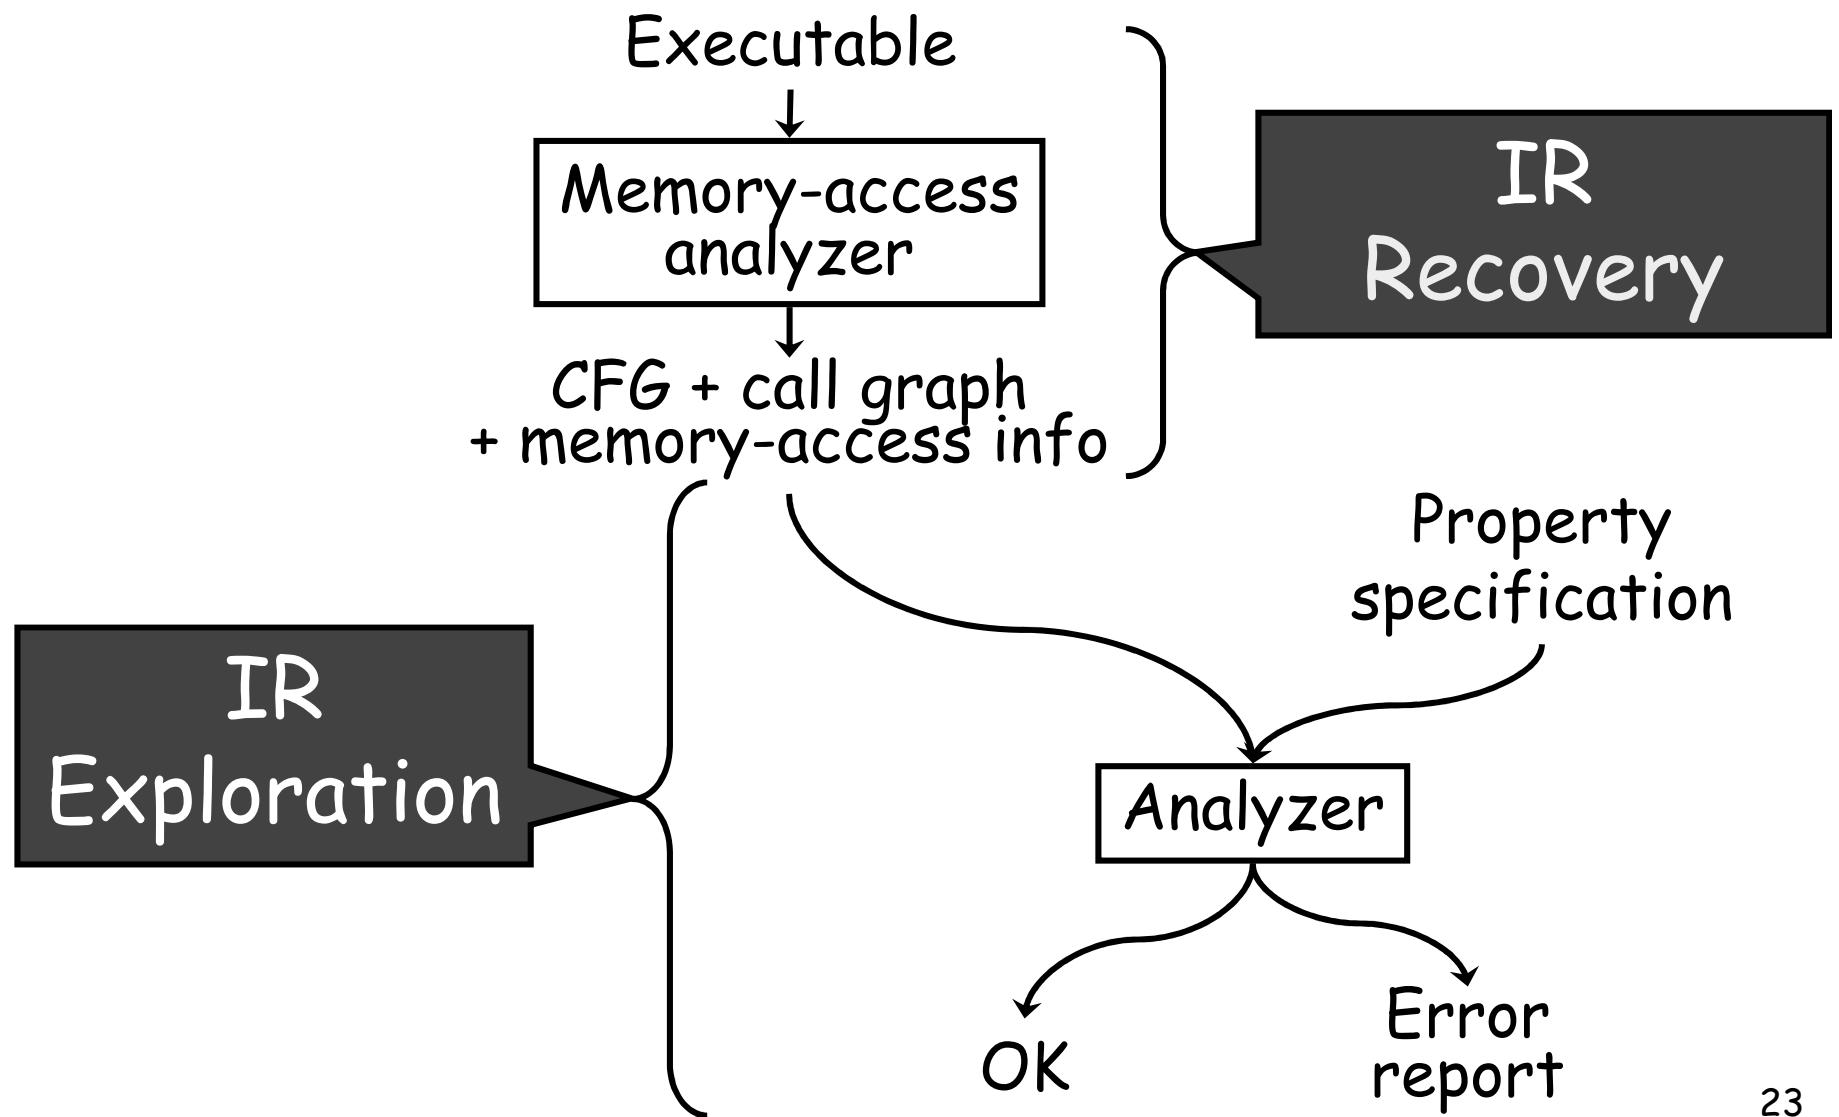 Executable
Memory-access
analyzer
IR
Recovery
CFG + call graph
+ memory-access info
Property
specification
IR
Exploration
Analyzer
OK
Error
report
23